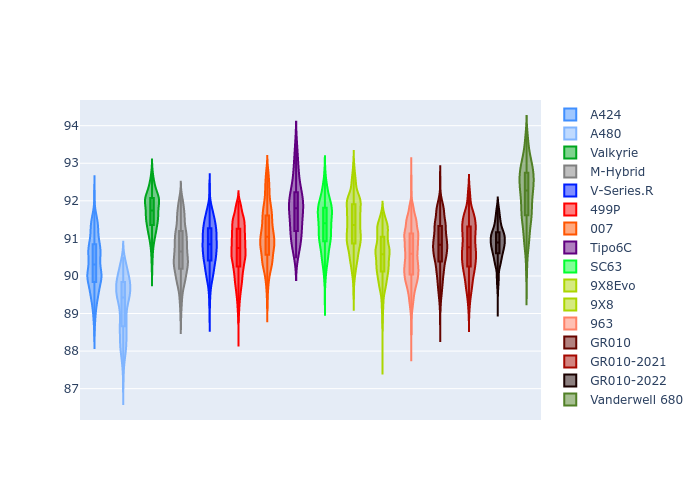 94
93
92
91
90
89
88
87
A424
A480
Valkyrie
M-Hybrid
V-Series.R
499P
007
Tipo6C
SC63
9X8Evo
9X8
963
GR010
GR010-2021
GR010-2022
Vanderwell 680